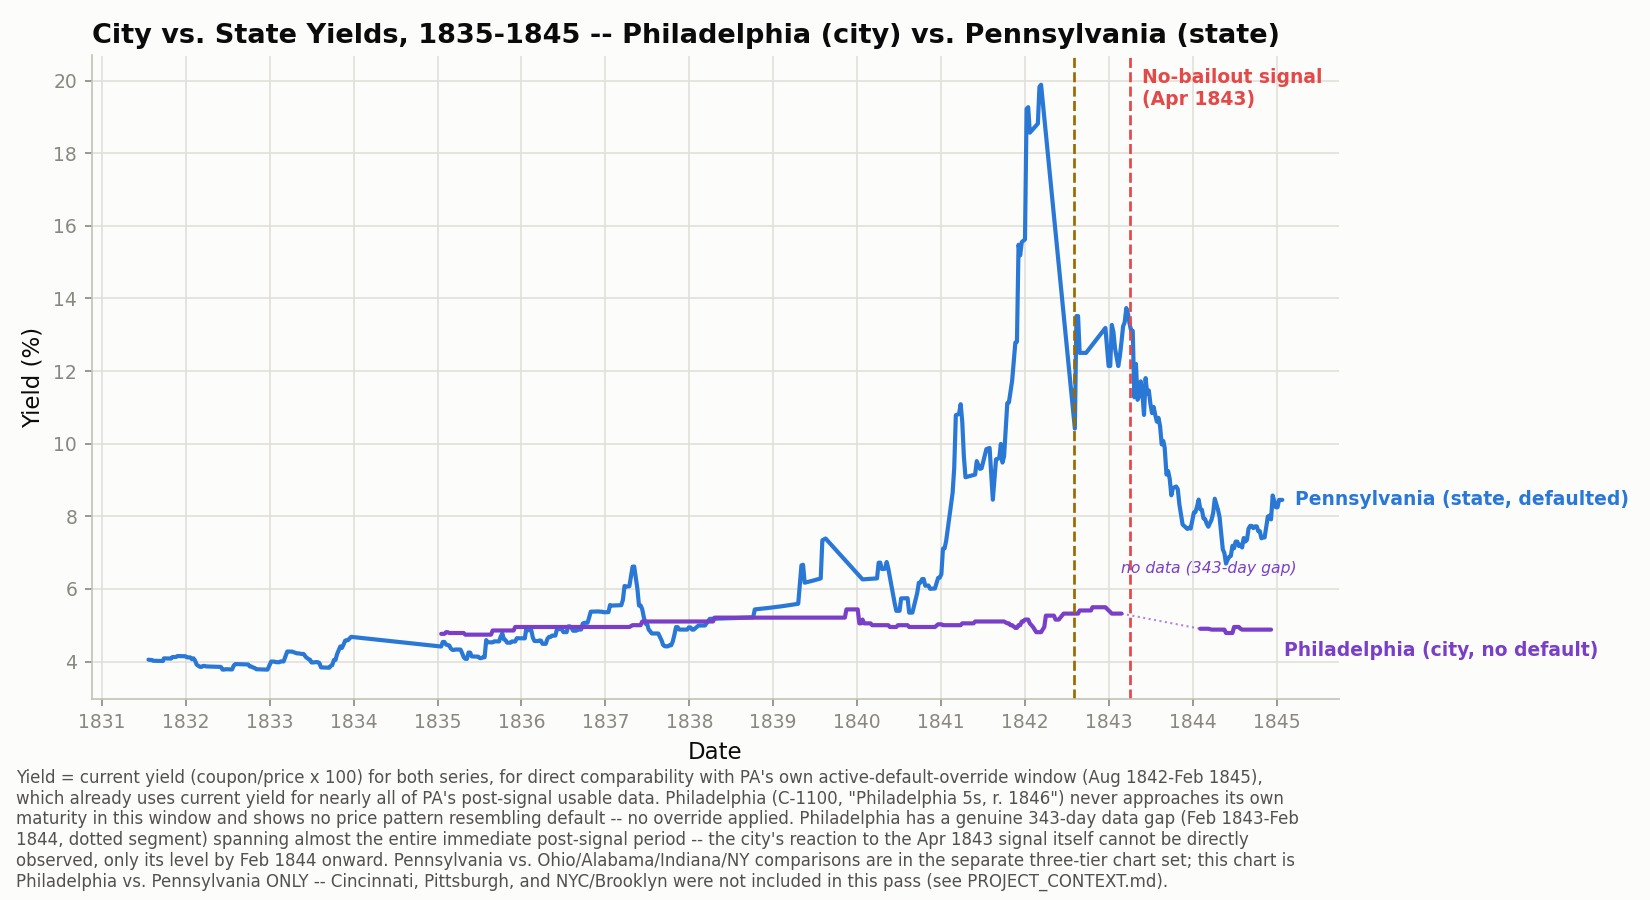 City vs. State Yields, 1835-1845 -- Philadelphia (city) vs. Pennsylvania (state)
No-bailout signal
(Apr 1843)
20
18
16
14
12
10
8
6
4
Yield (%)
Pennsylvania (state, defaulted)
no data (343-day gap)
Philadelphia (city, no default)
1831 1832 1833 1834 1835 1836 1837 1838 1839 1840 1841 1842 1843 1844 1845
Date
Yield = current yield (coupon/price x 100) for both series, for direct comparability with PA's own active-default-override window (Aug 1842-Feb 1845),
which already uses current yield for nearly all of PA's post-signal usable data. Philadelphia (C-1100, "Philadelphia 5s, r. 1846") never approaches its own
maturity in this window and shows no price pattern resembling default -- no override applied. Philadelphia has a genuine 343-day data gap (Feb 1843-Feb
1844, dotted segment) spanning almost the entire immediate post-signal period -- the city's reaction to the Apr 1843 signal itself cannot be directly
observed, only its level by Feb 1844 onward. Pennsylvania vs. Ohio/Alabama/Indiana/NY comparisons are in the separate three-tier chart set; this chart is
Philadelphia vs. Pennsylvania ONLY -- Cincinnati, Pittsburgh, and NYC/Brooklyn were not included in this pass (see PROJECT_CONTEXT.md).